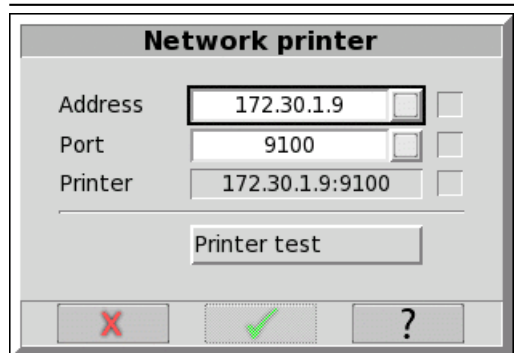 Network printer
Address 172.30.1.9
Port 9100
Printer 172.30.1.9:9100
Printer test
?